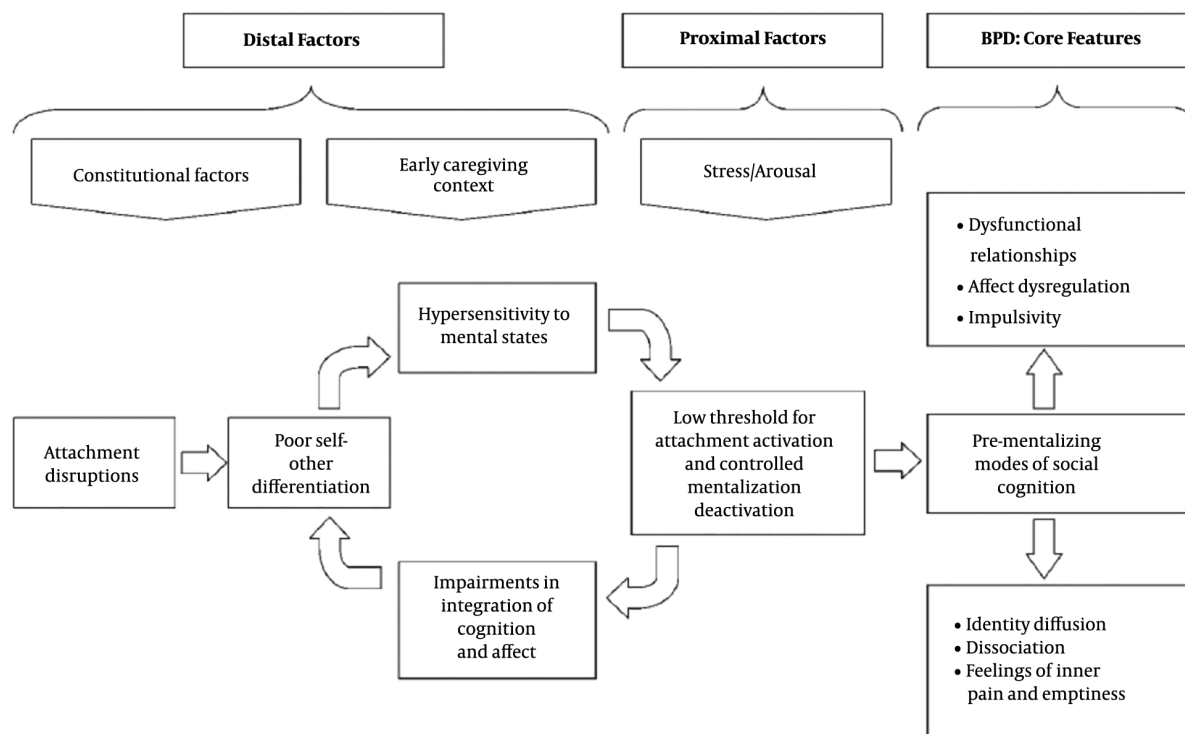 Distal Factors
Proximal Factors
BPD: Core Features
Constitutional factors
Early caregiving
context
Stress/Arousal
• Dysfunctional
relationships
• Affect dysregulation
• Impulsivity
Hypersensitivity to
mental states
Attachment
disruptions
Poor self-
other
differentiation
Low threshold for
attachment activation
and controlled
mentalization
deactivation
Pre-mentalizing
modes of social
cognition
Impairments in
integration of
cognition
and affect
• Identity diffusion
• Dissociation
• Feelings of inner
pain and emptiness